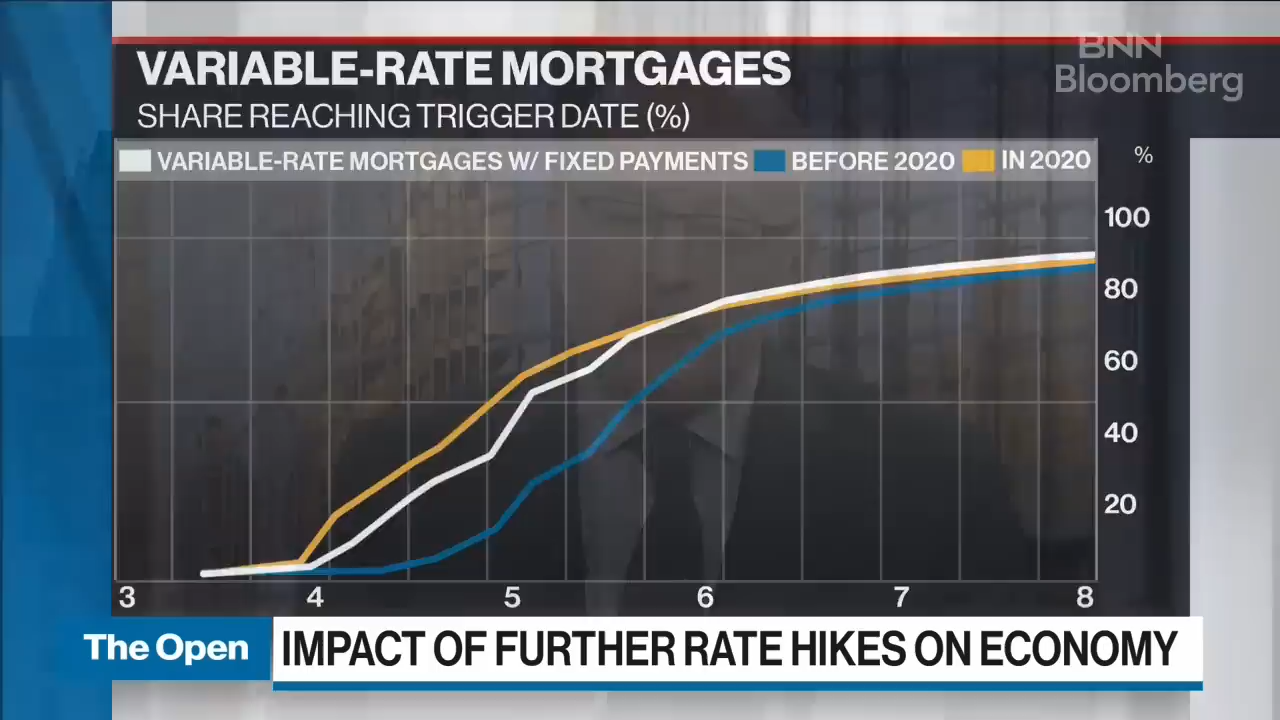 BNN
Bloomberg
VARIABLE-RATE MORTGAGES
SHARE REACHING TRIGGER DATE (%)
VARIABLE-RATE MORTGAGES W/ FIXED PAYMENTS BEFORE 2020 IN 2020
%
100
80
60
40
20
3 4 5 6 7 8
The Open
IMPACT OF FURTHER RATE HIKES ON ECONOMY